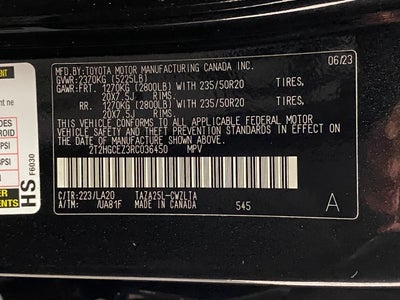 MFD.BY:TOYOTA MOTOR MANUFACTURING CANADA INC. 06/23
GVWR:2370KG (5225LB)
GAWR:FRT. 1270KG (2800LB) WITH 235/50R20 TIRES,
20X7.5J RIMS,
RR. 1270KG (2800LB) WITH 235/50R20 TIRES,
20X7.5J RIMS,
THIS VEHICLE CONFORMS TO ALL APPLICABLE FEDERAL MOTOR
VEHICLE SAFETY STANDARDS IN EFFECT ON
THE DATE OF MANUFACTURE SHOWN ABOVE.
2T2HGCEZ3RC036450 MPV
C/TR:223/LA20 TAZA25L-CWZLTA
A/TM: /UA81F MADE IN CANADA 545 A
HS
F6030